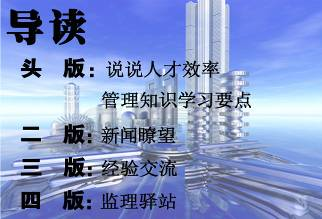 导读
头 版：说说人才效率
管理知识学习要点
二 版：新闻瞭望
三 版：经验交流
四 版：监理驿站